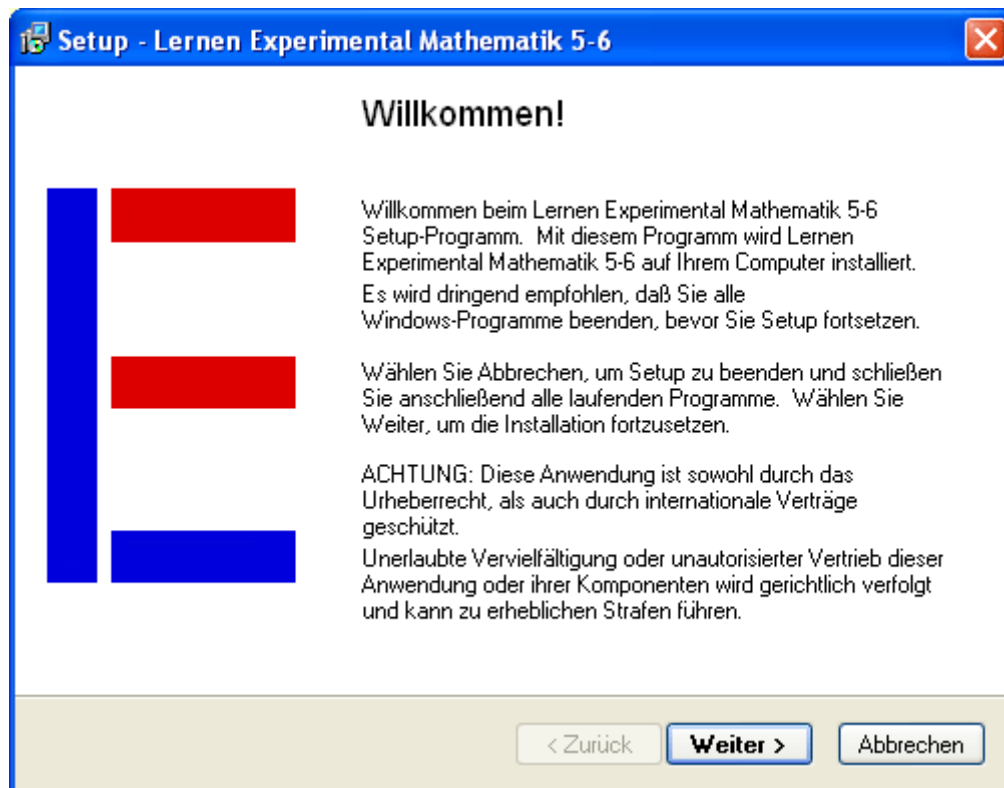 Setup - Lernen Experimental Mathematik 5-6
Willkommen!
Willkommen beim Lernen Experimental Mathematik 5-6
Setup-Programm. Mit diesem Programm wird Lernen
Experimental Mathematik 5-6 auf Ihrem Computer installiert.
Es wird dringend empfohlen, daß Sie alle
Windows-Programme beenden, bevor Sie Setup fortsetzen.
Wählen Sie Abbrechen, um Setup zu beenden und schließen
Sie anschließend alle laufenden Programme. Wählen Sie
Weiter, um die Installation fortzusetzen.
ACHTUNG: Diese Anwendung ist sowohl durch das
Urheberrecht, als auch durch internationale Verträge
geschützt.
Unerlaubte Vervielfältigung oder unautorisierter Vertrieb dieser
Anwendung oder ihrer Komponenten wird gerichtlich verfolgt
und kann zu erheblichen Strafen führen.
< Zurück Weiter > Abbrechen